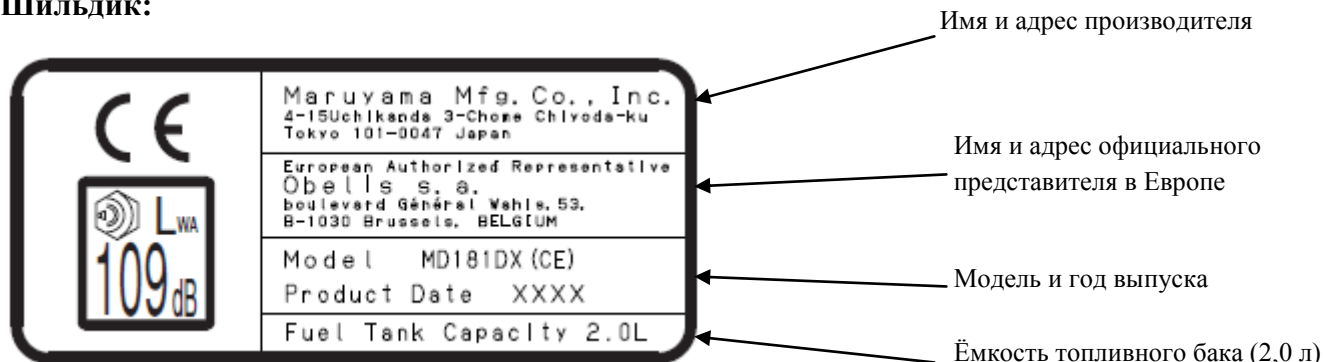 Шильдик:
Имя и адрес производителя
CE
Maruyama Mfg. Co., Inc.
4-15Uchikanda 3-Chome Chiyoda-ku
Tokyo 101-0047 Japan
Имя и адрес официального
представителя в Европе
European Authorized Representative
Obelis s. a.
boulevard Général Wahis, 53,
B-1030 Brussels, BELGIUM
LWA
109dB
Model MD181DX(CE)
Product Date XXXX
Модель и год выпуска
Fuel Tank Capacity 2.0L
Ёмкость топливного бака (2,0 л)